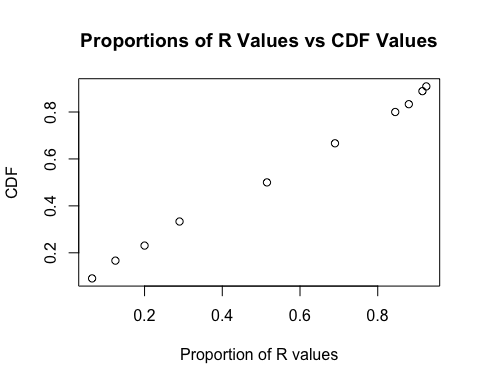 Proportions of R Values vs CDF Values
CDF
0.8
0.6
0.4
0.2
0.2 0.4 0.6 0.8
Proportion of R values